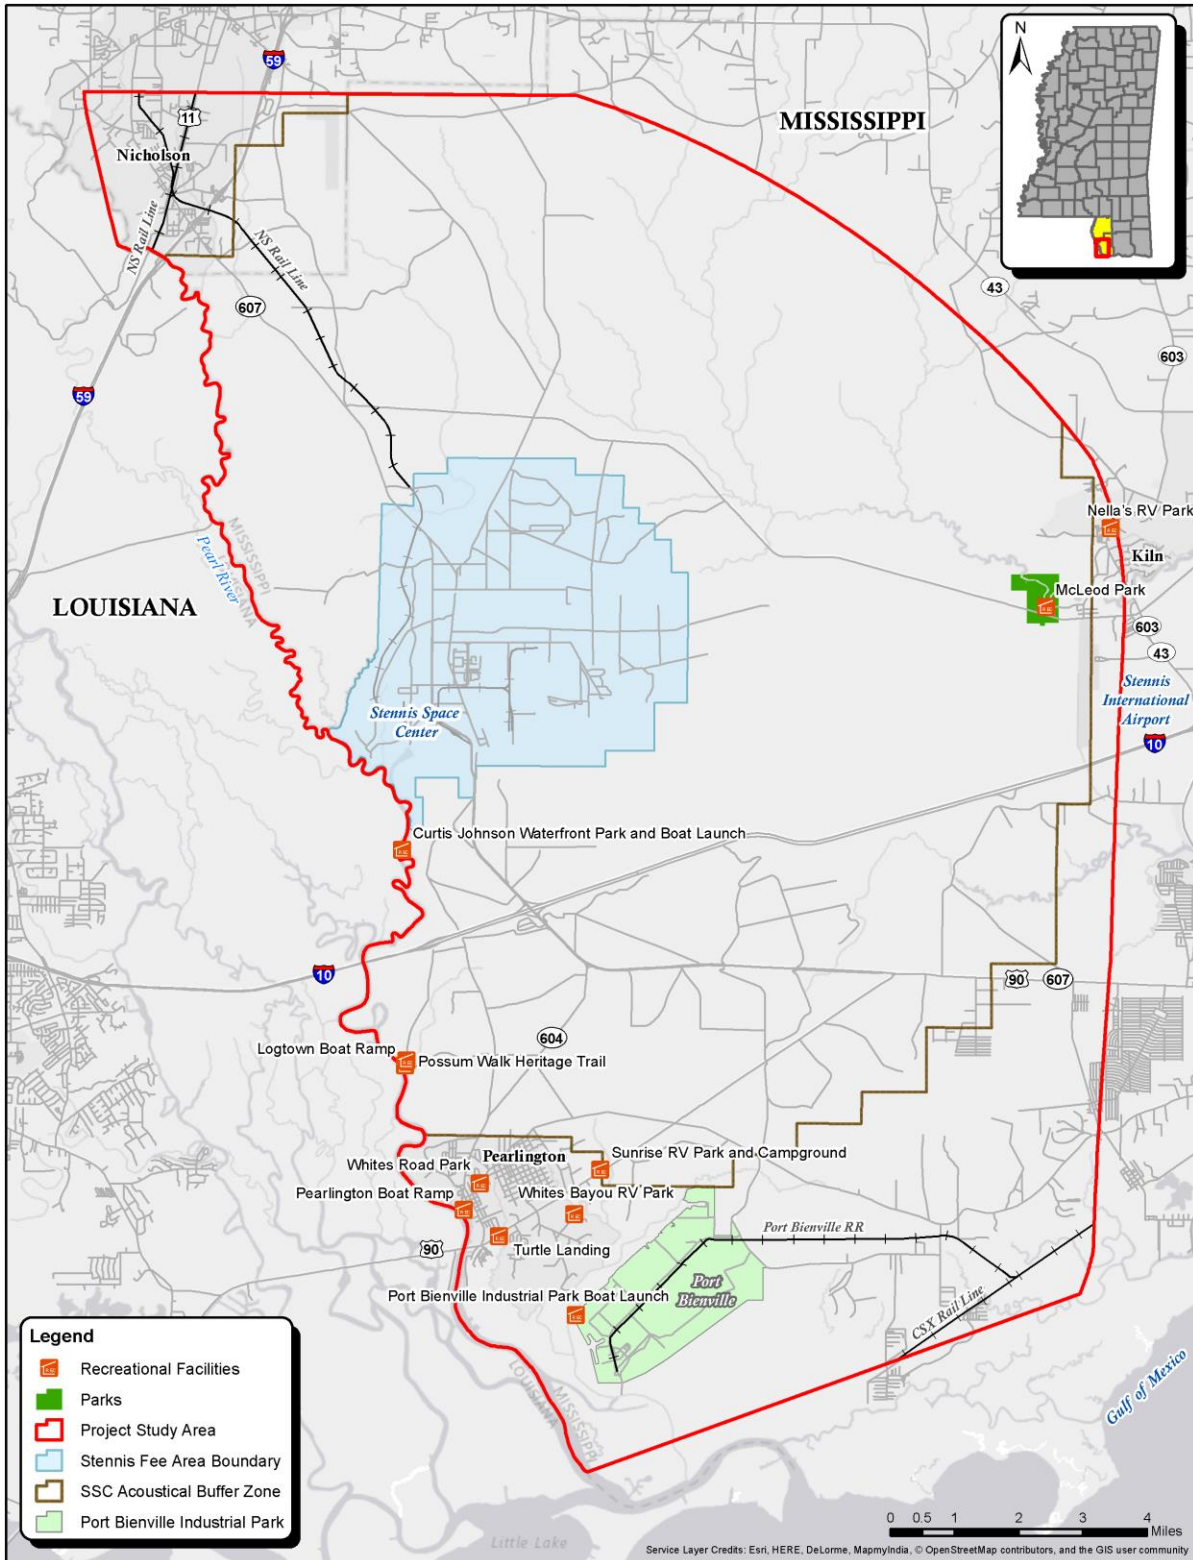 N
59
MISSISSIPPI
11
Nicholson
NS Rail Line
NS Rail Line
607
43
603
59
Nella's RV Park
Kiln
MISSISSIPPI
LOUISIANA
Pearl River
LOUISIANA
McLeod Park
603
43
Stennis
International
Airport
10
Stennis Space
Center
Curtis Johnson Waterfront Park and Boat Launch
10
90
607
604
Logtown Boat Ramp
Possum Walk Heritage Trail
Pearlington
Sunrise RV Park and Campground
Whites Road Park
Pearlington Boat Ramp
Whites Bayou RV Park
90
Turtle Landing
Port Bienville RR
Port
Bienville
Port Bienville Industrial Park Boat Launch
CSX Rail Line
Gulf of Mexico
LOUISIANA
MISSISSIPPI
Little Lake
Legend
Recreational Facilities
Parks
Project Study Area
Stennis Fee Area Boundary
SSC Acoustical Buffer Zone
Port Bienville Industrial Park
0 0.5 1 2 3 4
Miles
Service Layer Credits: Esri, HERE, DeLorme, MapmyIndia, © OpenStreetMap contributors, and the GIS user community